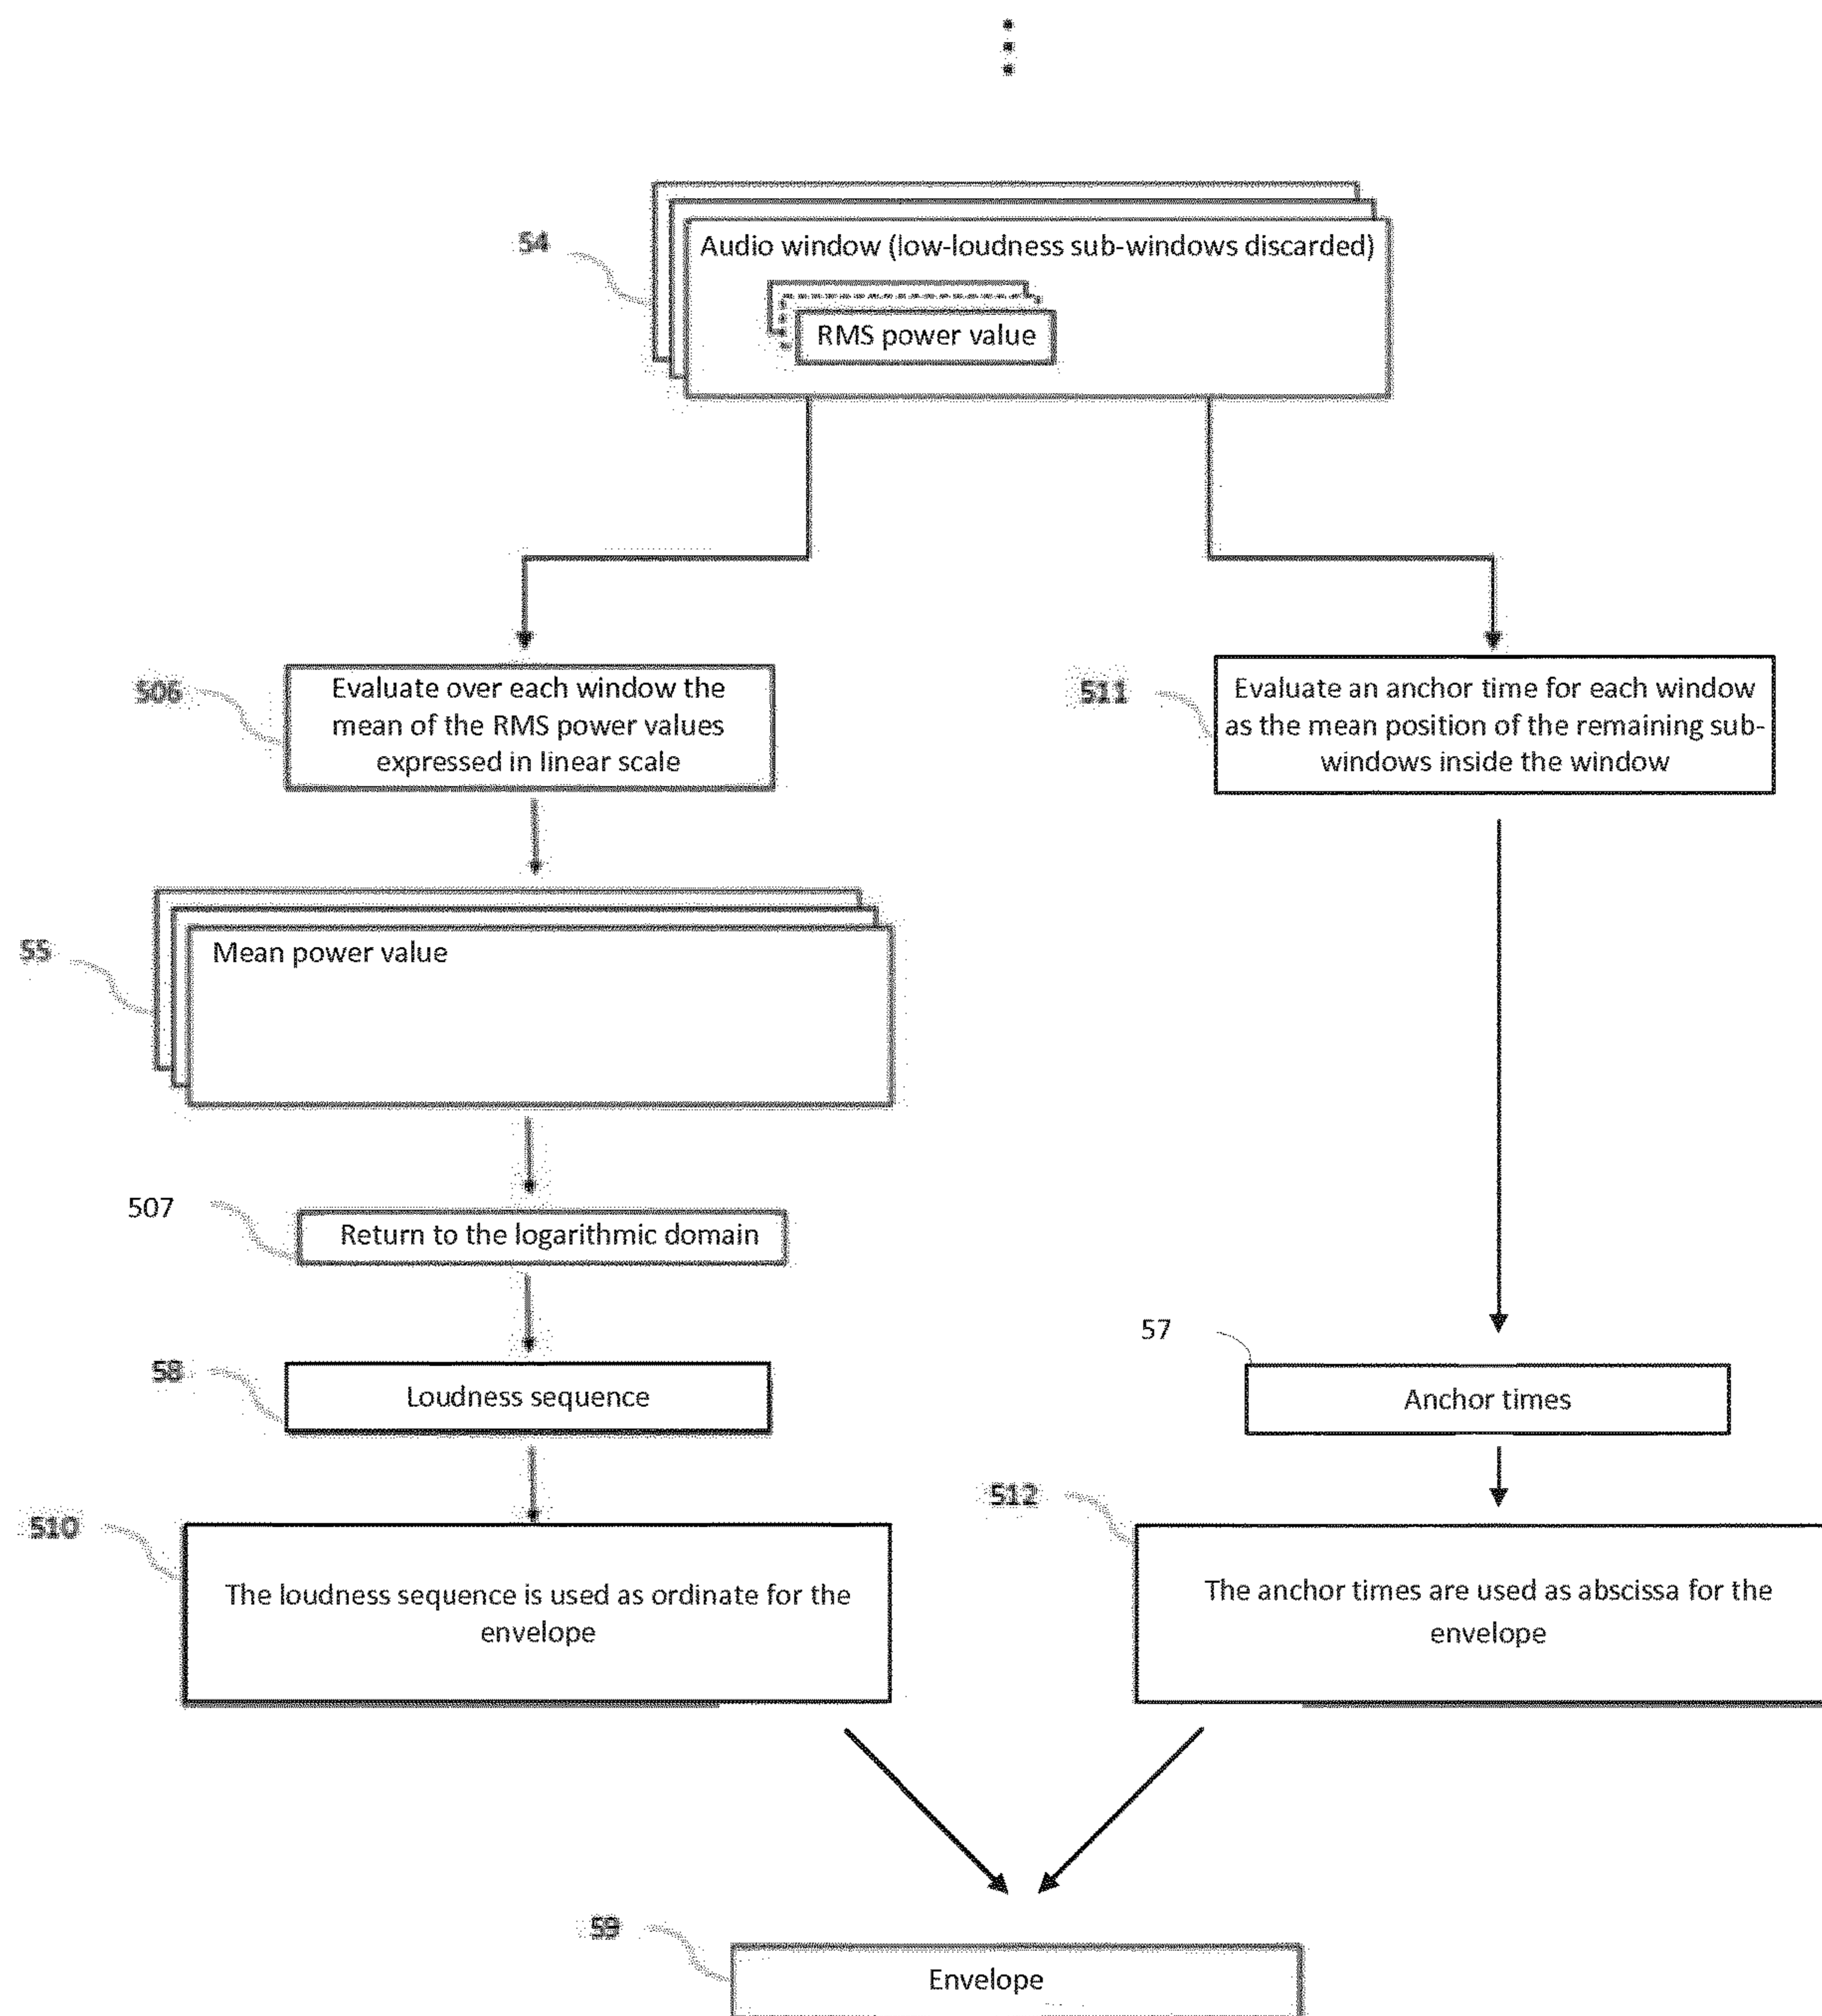 54
Audio window (low-loudness sub-windows discarded)
RMS power value
506
Evaluate over each window the
mean of the RMS power values
expressed in linear scale
511
Evaluate an anchor time for each window
as the mean position of the remaining sub-
windows inside the window
55
Mean power value
507
Return to the logarithmic domain
58
Loudness sequence
57
Anchor times
510
The loudness sequence is used as ordinate for the
envelope
512
The anchor times are used as abscissa for the
envelope
59
Envelope